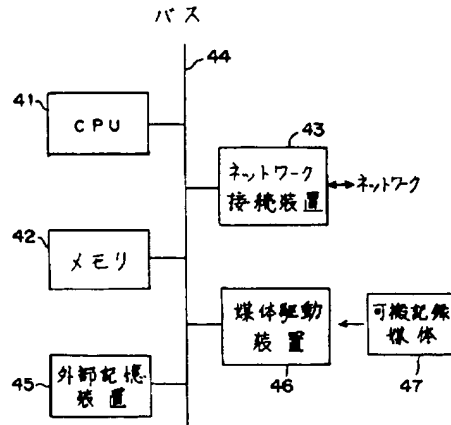 バス
44
41
CPU
43
ネットワーク
接続装置
ネットワーク
42
メモリ
媒体駆動
装置
可搬記録
媒体
45
外部記憶
装置
46
47